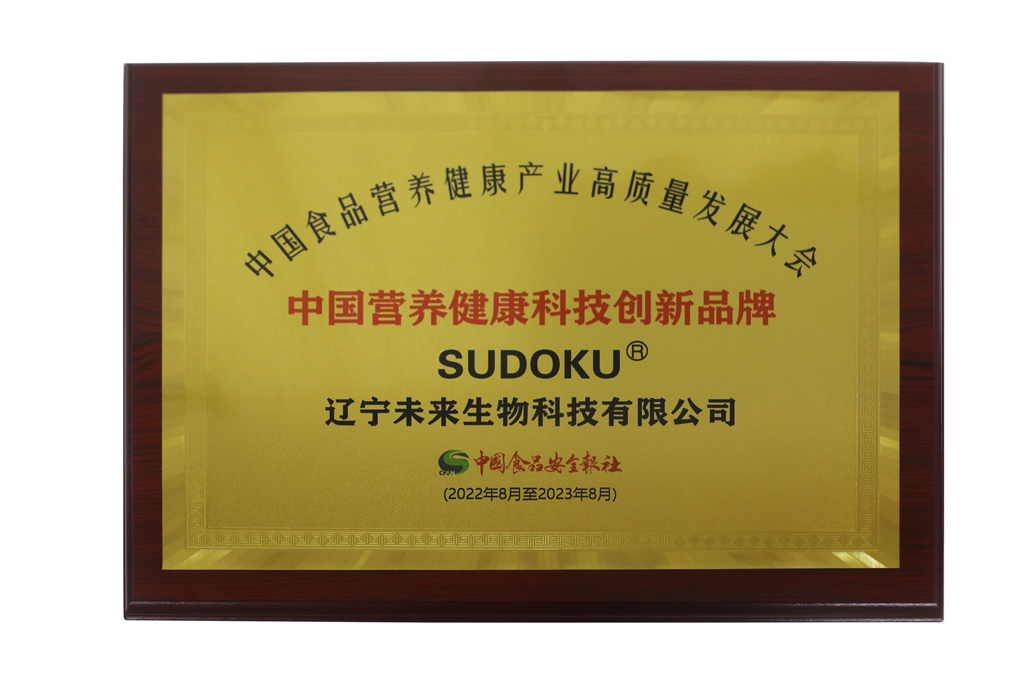 中国食品营养健康产业高质量发展大会
中国营养健康科技创新品牌
SUDOKU®
辽宁未来生物科技有限公司
中国食品安全报社
(2022年8月至2023年8月)